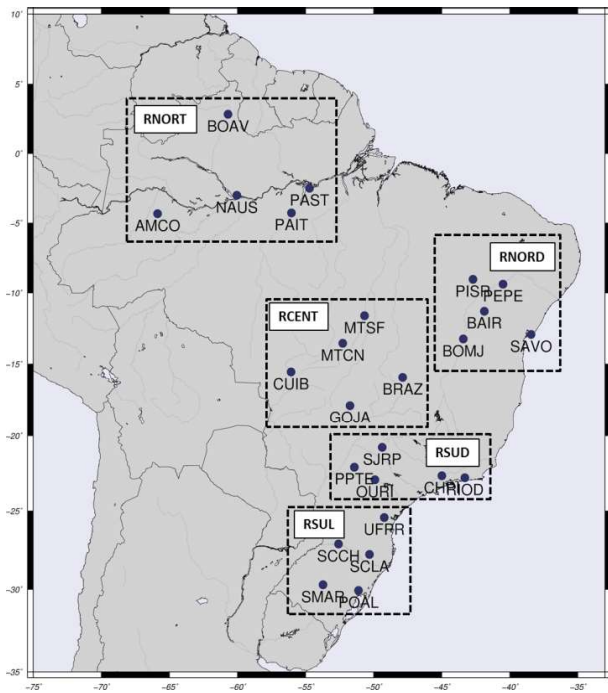 10°
5°
RNORT
BOAV
0°
NAUS
PAST
AMCO
PAIT
−5°
RNORD
PISR
PEPE
−10°
RCENT
MTSF
BAIR
MTCN
BOMJ
SAVO
−15°
CUIB
BRAZ
GOJA
−20°
SJRP
RSUD
PPTE
OURI
CHPI
RIOD
−25°
RSUL
UFPR
SCCH
SCLA
−30°
SMAR
POAL
−35°
−75° −70° −65° −60° −55° −50° −45° −40° −35°